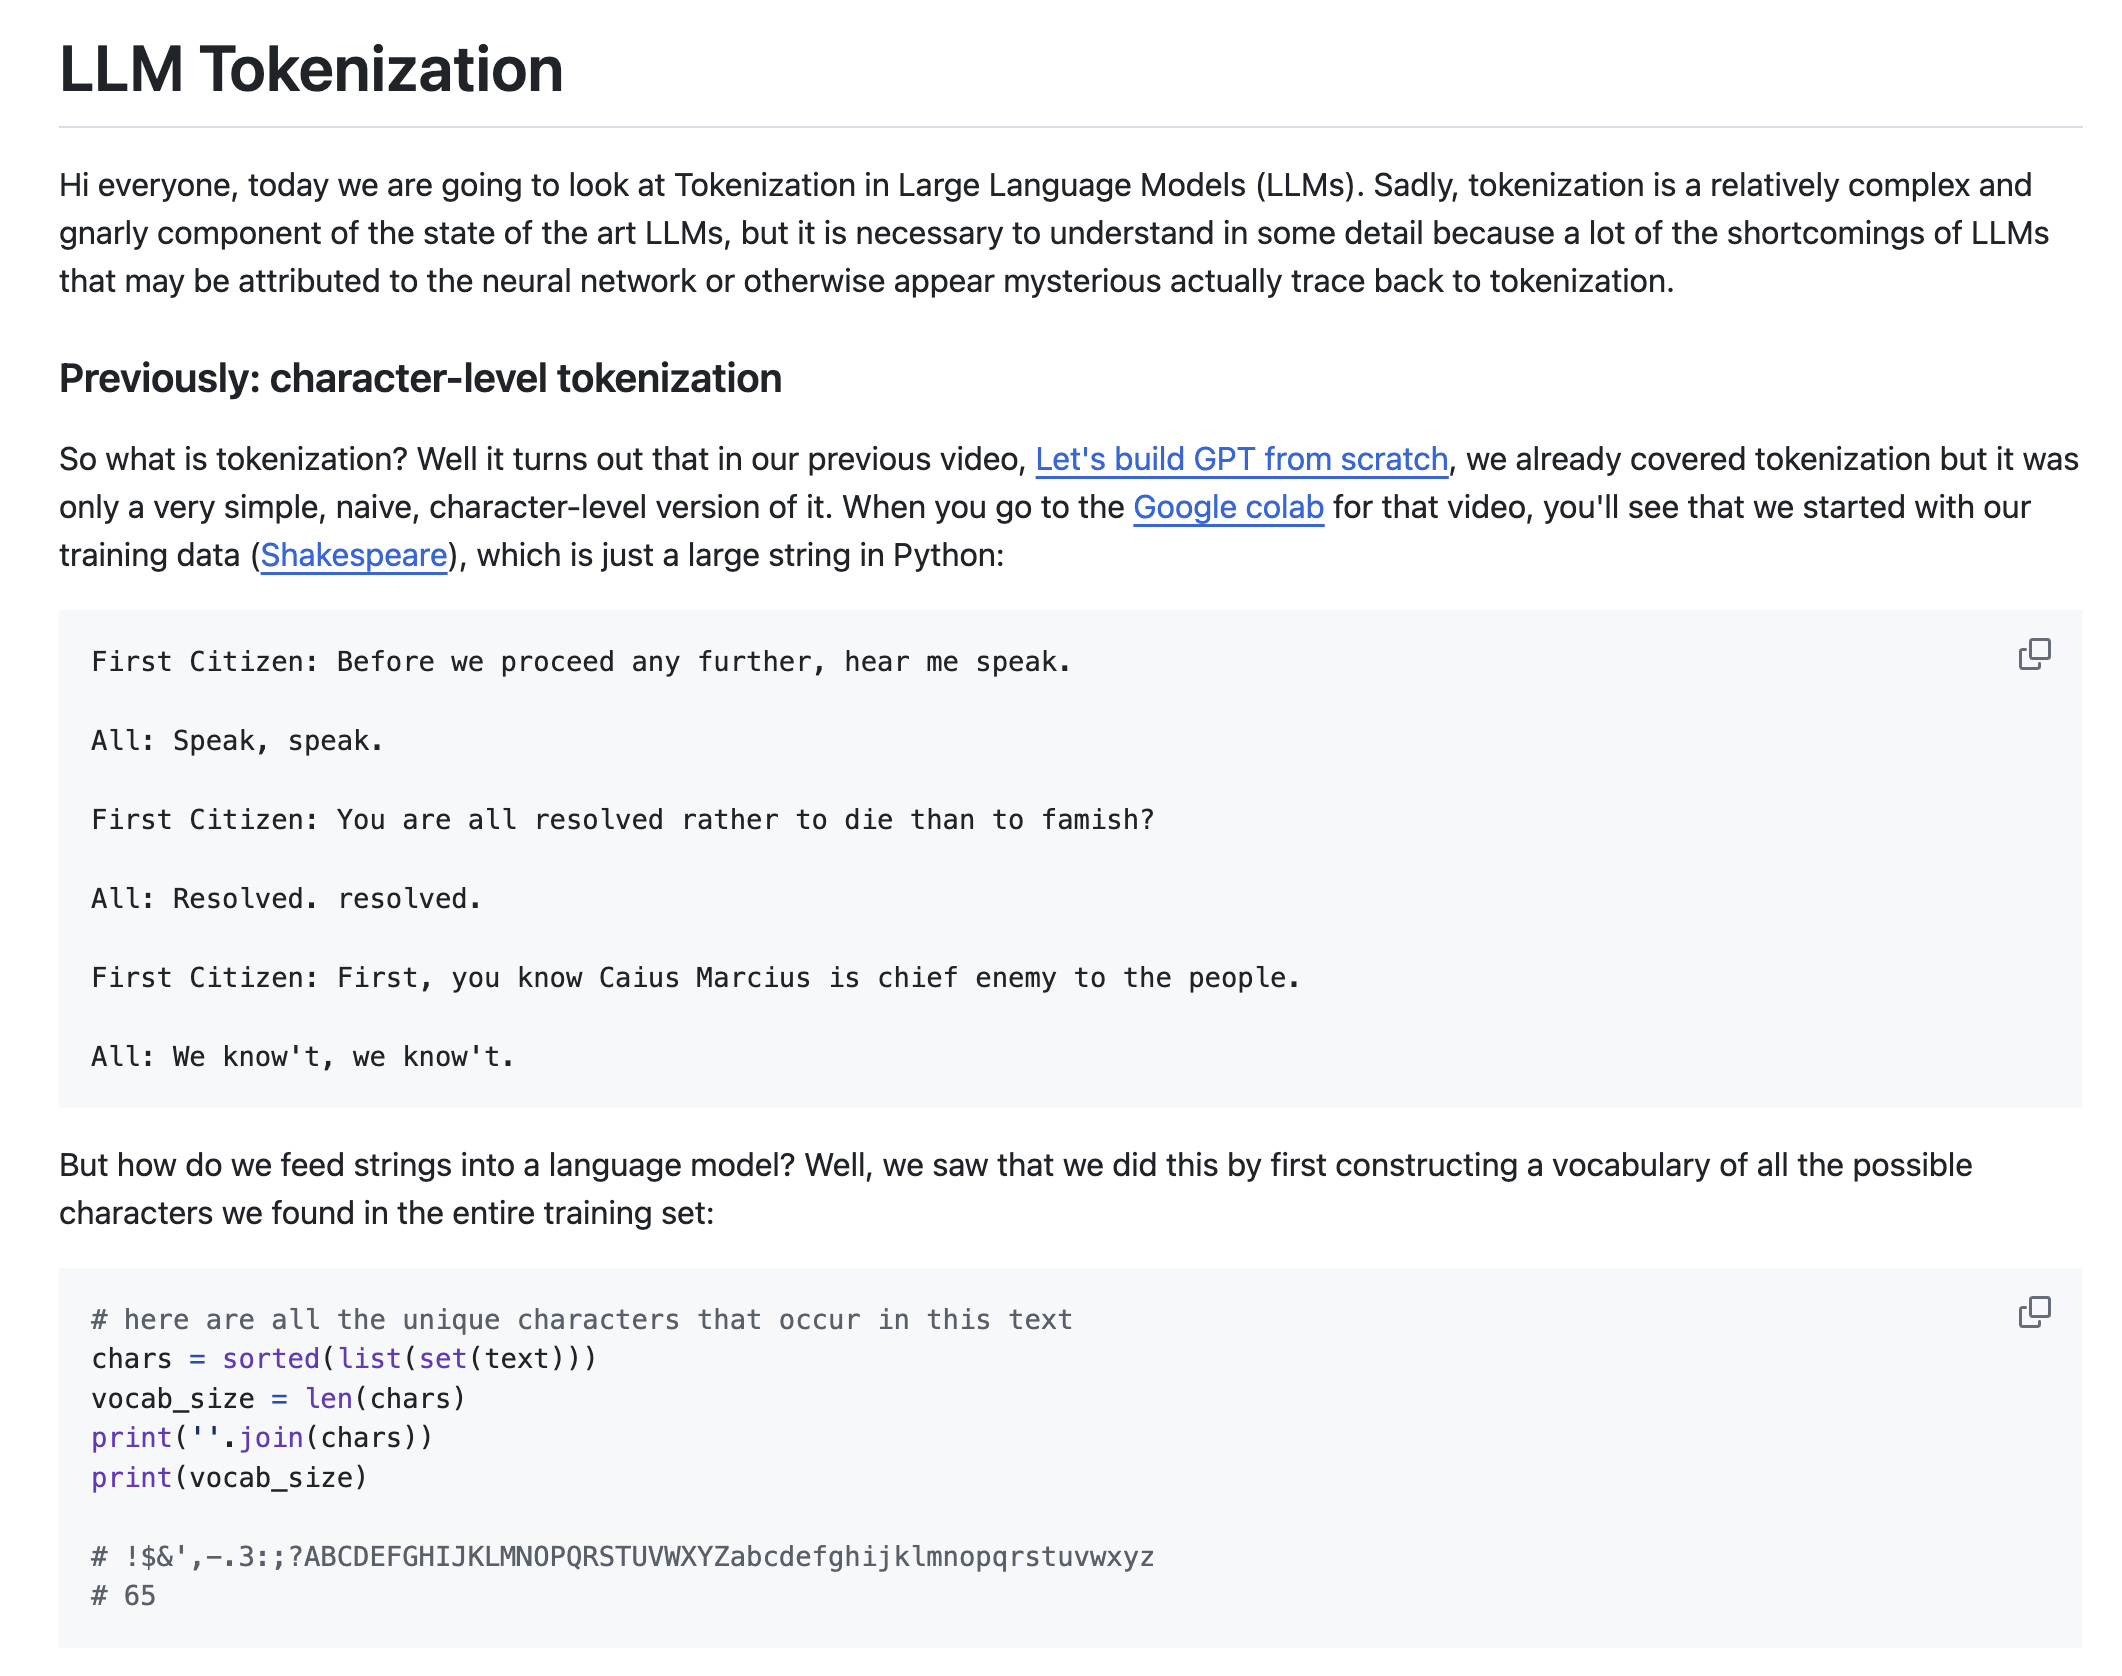 LLM Tokenization
Hi everyone, today we are going to look at Tokenization in Large Language Models (LLMs). Sadly, tokenization is a relatively complex and
gnarly component of the state of the art LLMs, but it is necessary to understand in some detail because a lot of the shortcomings of LLMs
that may be attributed to the neural network or otherwise appear mysterious actually trace back to tokenization.
Previously: character-level tokenization
So what is tokenization? Well it turns out that in our previous video, Let's build GPT from scratch, we already covered tokenization but it was
only a very simple, naive, character-level version of it. When you go to the Google colab for that video, you'll see that we started with our
training data (Shakespeare), which is just a large string in Python:
First Citizen: Before we proceed any further, hear me speak.
All: Speak, speak.
First Citizen: You are all resolved rather to die than to famish?
All: Resolved. resolved.
First Citizen: First, you know Caius Marcius is chief enemy to the people.
All: We know't, we know't.
But how do we feed strings into a language model? Well, we saw that we did this by first constructing a vocabulary of all the possible
characters we found in the entire training set:
# here are all the unique characters that occur in this text
chars = sorted(list(set(text)))
vocab_size = len(chars)
print(''.join(chars))
print(vocab_size)
# !$&',-.3:;?ABCDEFGHIJKLMNOPQRSTUVWXYZabcdefghijklmnopqrstuvwxyz
# 65